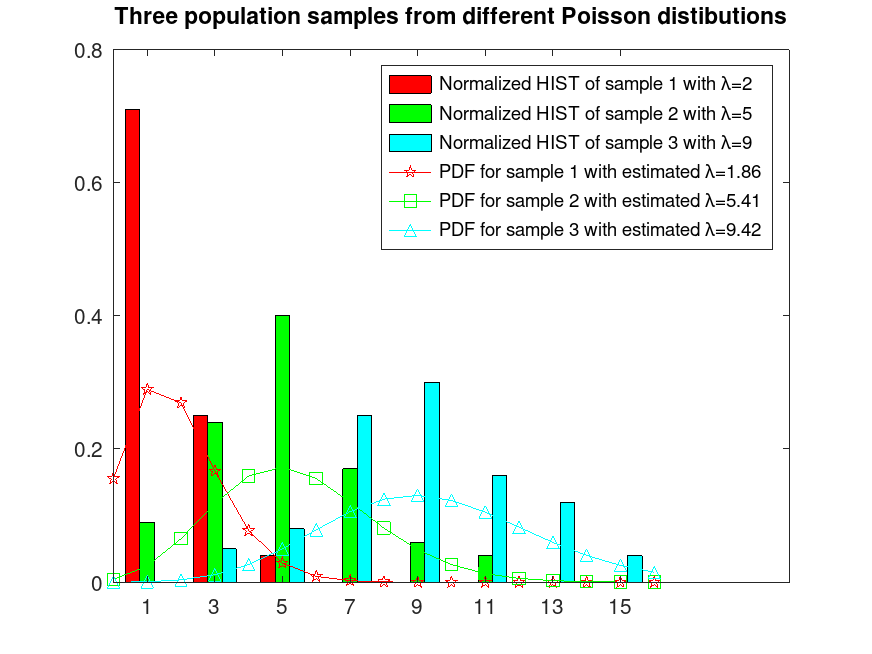 Three population samples from different Poisson distibutions
0.8
0.6
0.4
0.2
0
Normalized HIST of sample 1 with λ=2
Normalized HIST of sample 2 with λ=5
Normalized HIST of sample 3 with λ=9
PDF for sample 1 with estimated λ=1.86
PDF for sample 2 with estimated λ=5.41
PDF for sample 3 with estimated λ=9.42
1 3 5 7 9 11 13 15